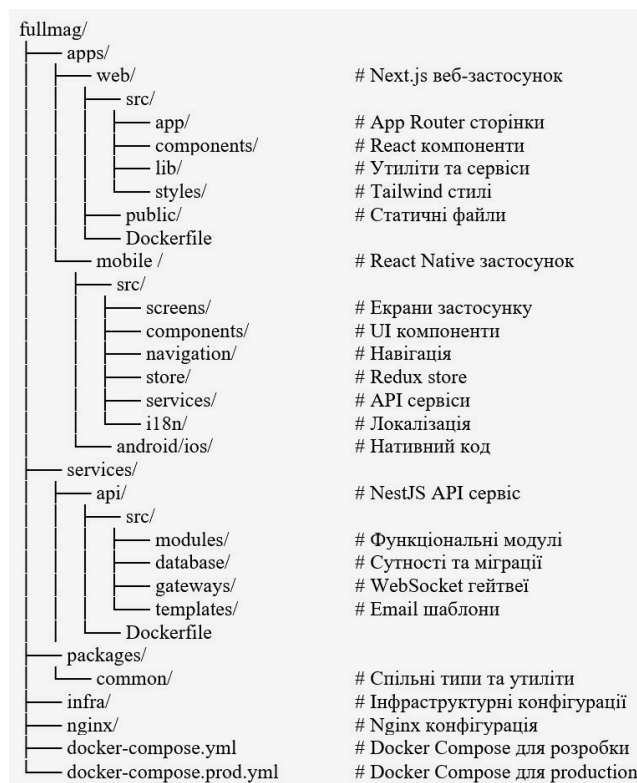 fullmag/
├── apps/
│   ├── web/                    # Next.js веб-застосунок
│   │   ├── src/
│   │   │   ├── app/            # App Router сторінки
│   │   │   ├── components/     # React компоненти
│   │   │   ├── lib/            # Утиліти та сервіси
│   │   │   └── styles/         # Tailwind стилі
│   │   ├── public/             # Статичні файли
│   │   └── Dockerfile
│   └── mobile /                # React Native застосунок
│       ├── src/
│       │   ├── screens/        # Екрани застосунку
│       │   ├── components/     # UI компоненти
│       │   ├── navigation/     # Навігація
│       │   ├── store/          # Redux store
│       │   ├── services/       # API сервіси
│       │   └── i18n/           # Локалізація
│       └── android/ios/        # Нативний код
├── services/
│   ├── api/                    # NestJS API сервіс
│   │   ├── src/
│   │   │   ├── modules/        # Функціональні модулі
│   │   │   ├── database/       # Сутності та міграції
│   │   │   ├── gateways/       # WebSocket гейтвеї
│   │   │   └── templates/      # Email шаблони
│   │   └── Dockerfile
├── packages/
│   └── common/                 # Спільні типи та утиліти
├── infra/                      # Інфраструктурні конфігурації
├── nginx/                      # Nginx конфігурація
├── docker-compose.yml          # Docker Compose для розробки
└── docker-compose.prod.yml     # Docker Compose для production